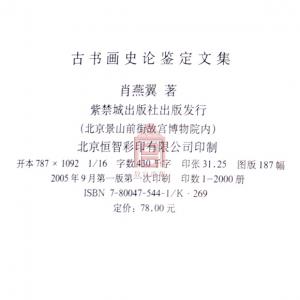 古书画史论鉴定文集
肖燕翼 著
紫禁城出版社出版发行
(北京景山前街故宫博物院内)
北京恒智彩印有限公司印制
开本 787 × 1092 1/16 字数 430 千字 印张 31.25 图版 187 幅
2005 年 9 月第一版第一次印刷 印数 1-2000 册
ISBN 7-80047-544-1/K · 269
定价: 78.00 元